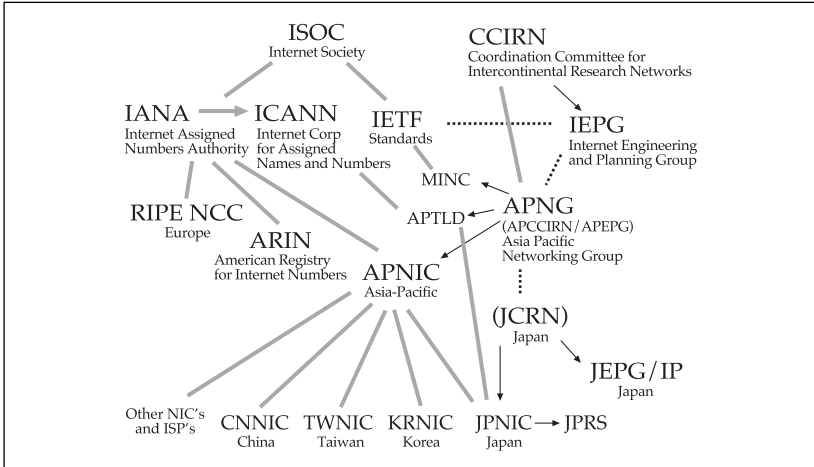 ISOC
Internet Society
CCIRN
Coordination Committee for
Intercontinental Research Networks
IANA
Internet Assigned
Numbers Authority
ICANN
Internet Corp
for Assigned
Names and Numbers
IETF
Standards
IEPG
Internet Engineering
and Planning Group
MINC
RIPE NCC
Europe
ARIN
American Registry
for Internet Numbers
APTLD
APNG
(APCCIRN/APEPG)
Asia Pacific
Networking Group
APNIC
Asia-Pacific
(JCRN)
Japan
JEPG/IP
Japan
Other NIC's
and ISP's
CNNIC
China
TWNIC
Taiwan
KRNIC
Korea
JPNIC
Japan
JPRS